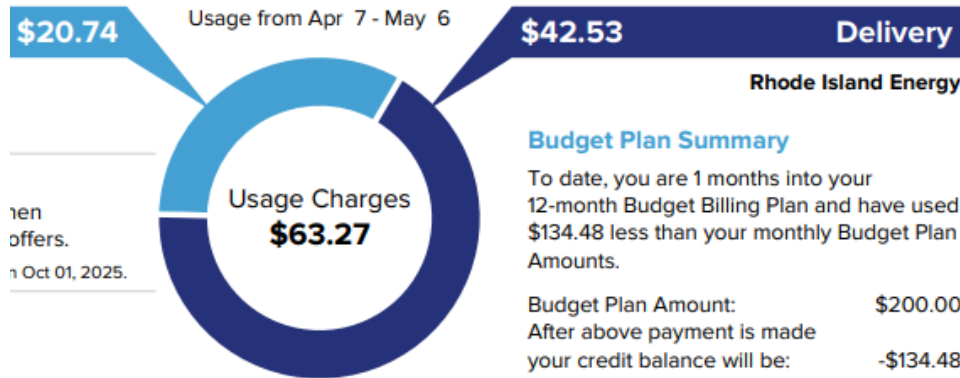 $20.74
Usage from Apr 7 - May 6
$42.53 Delivery
Rhode Island Energy
Budget Plan Summary
To date, you are 1 months into your
12-month Budget Billing Plan and have used
$134.48 less than your monthly Budget Plan
Amounts.
Budget Plan Amount: $200.00
After above payment is made
your credit balance will be: -$134.48
Usage Charges
$63.27
offers.
Oct 01, 2025.